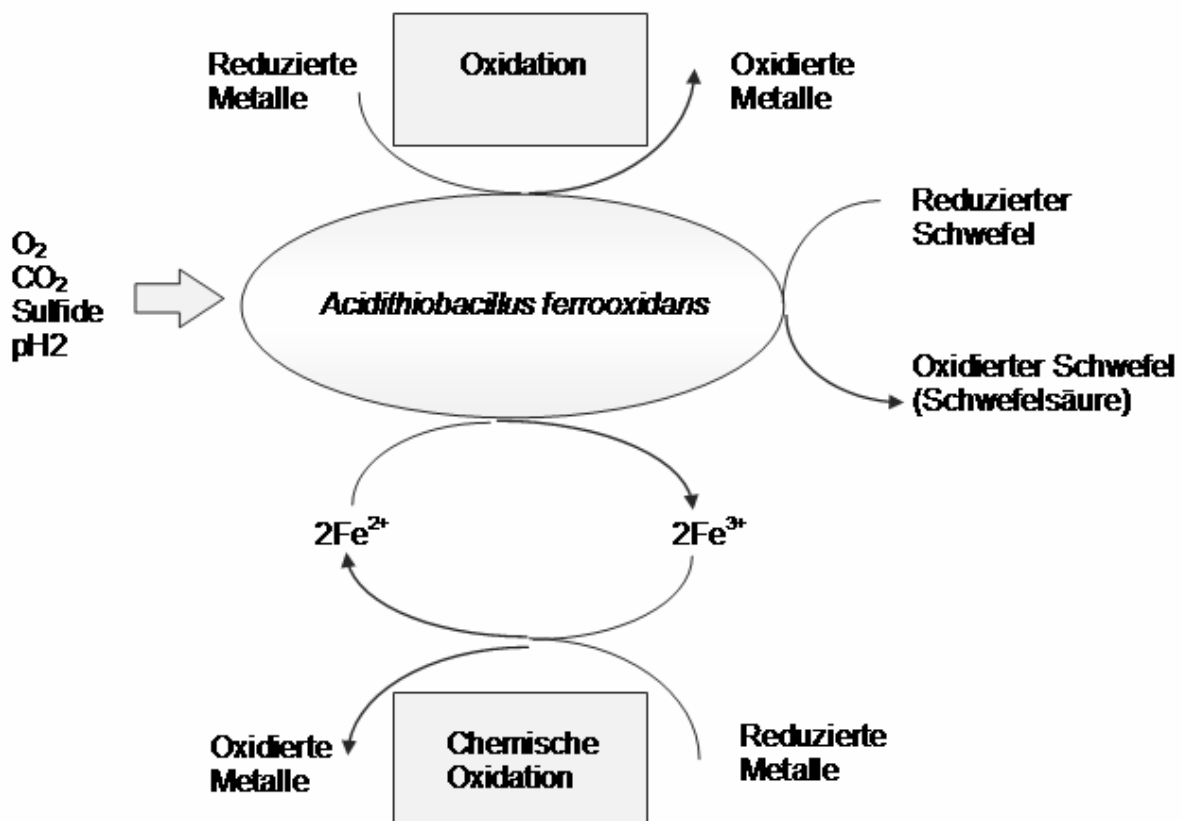 Reduzierte
Metalle
Oxidation
Oxidierte
Metalle
Reduzierter
Schwefel
O₂
CO₂
Sulfide
pH2
Acidithiobacillus ferrooxidans
Oxidierter Schwefel
(Schwefelsäure)
2Fe²⁺
2Fe³⁺
Oxidierte
Metalle
Chemische
Oxidation
Reduzierte
Metalle